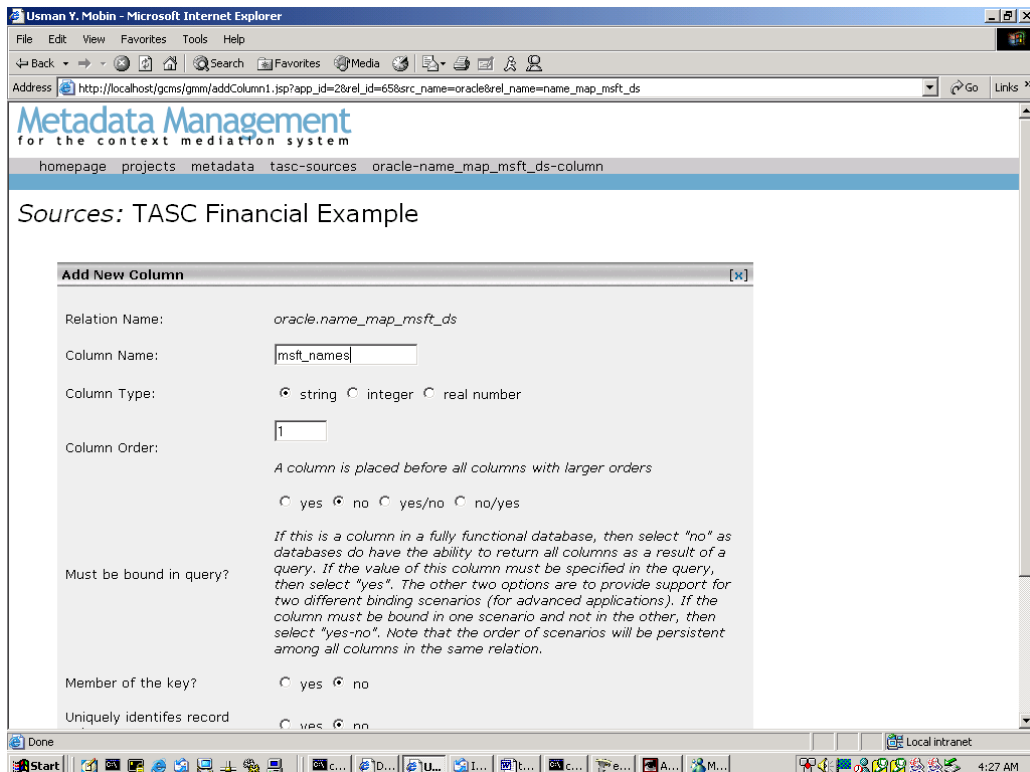 Usman Y. Mobin - Microsoft Internet Explorer
File Edit View Favorites Tools Help
Back Search Favorites Media
Address http://localhost/gcms/gmm/addColumn1.jsp?app_id=2&rel_id=65&src_name=oracle&rel_name=name_map_msft_ds Go Links »
Metadata Management
for the context mediation system
homepage projects metadata tasc-sources oracle-name_map_msft_ds-column
Sources: TASC Financial Example
Add New Column [x]
Relation Name: oracle.name_map_msft_ds
Column Name: msft_names
Column Type: string integer real number
1
Column Order:
A column is placed before all columns with larger orders
yes no yes/no no/yes
If this is a column in a fully functional database, then select "no" as
databases do have the ability to return all columns as a result of a
query. If the value of this column must be specified in the query,
Must be bound in query? then select "yes". The other two options are to provide support for
two different binding scenarios (for advanced applications). If the
column must be bound in one scenario and not in the other, then
select "yes-no". Note that the order of scenarios will be persistent
among all columns in the same relation.
Member of the key? yes no
Uniquely identifes record yes no
Done Local intranet
Start c... D... U... I... t... c... e... A... M... 4:27 AM